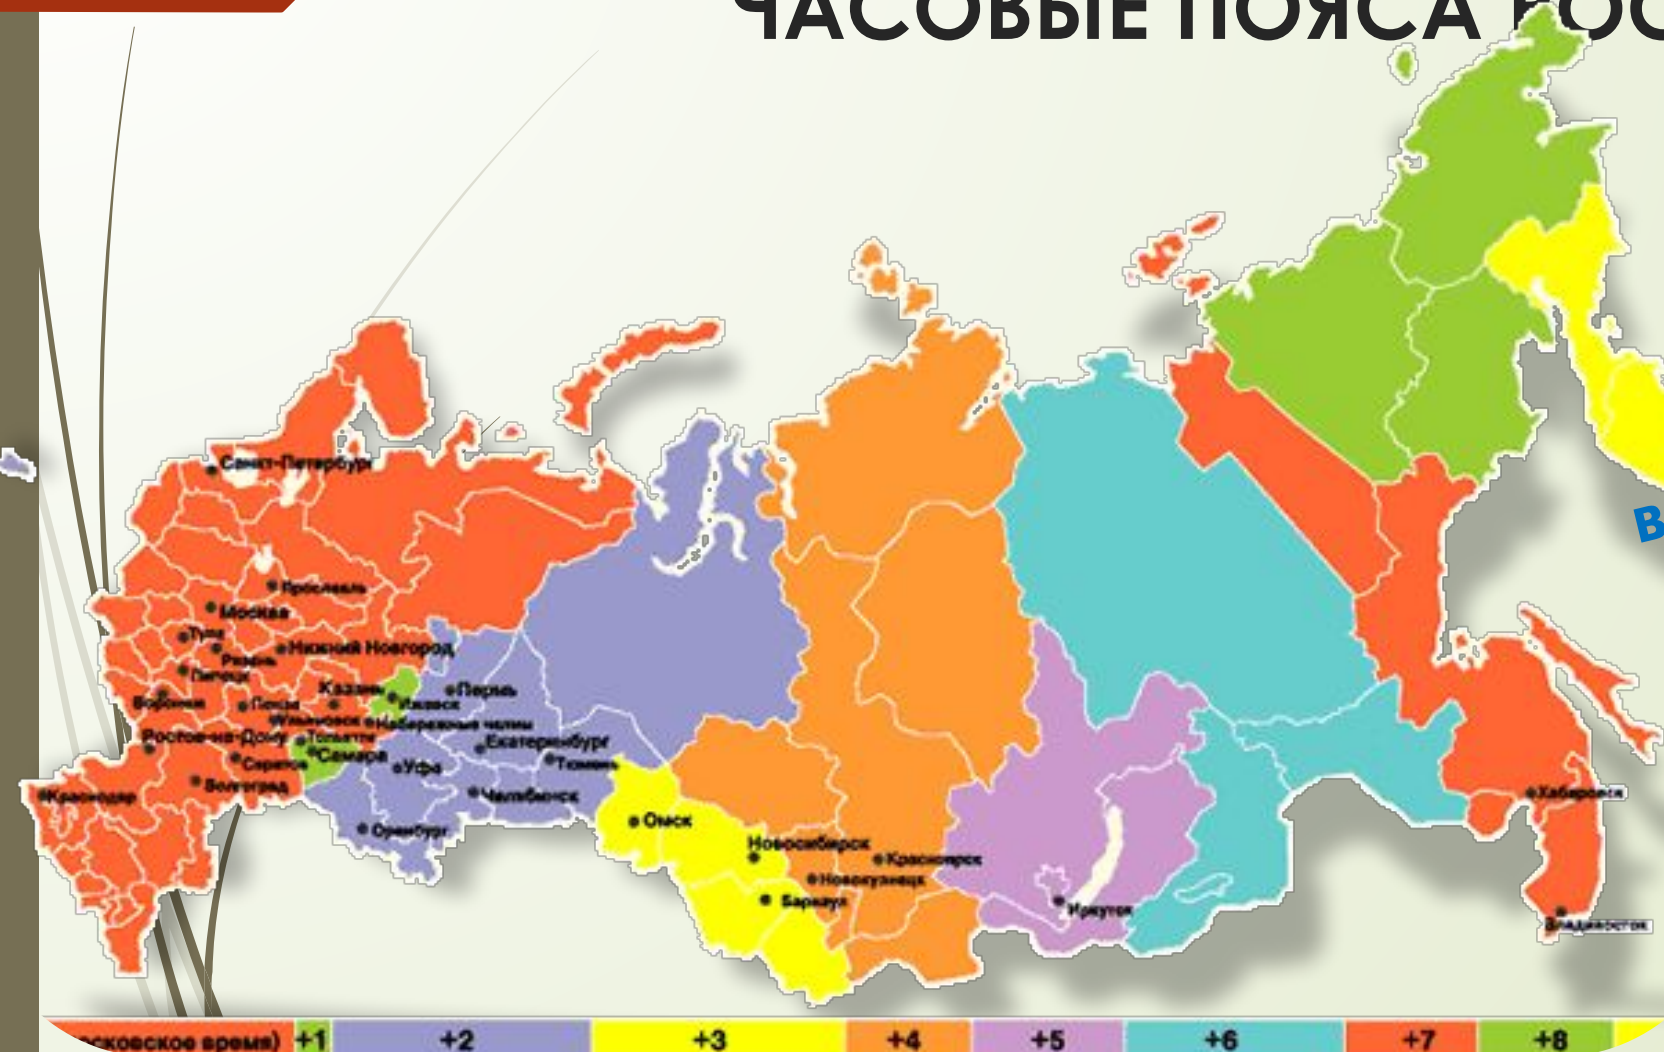 ЧАСОВЫЕ ПОЯСА РОС
Санкт-Петербург
Ярославль
Москва
Тула
Нижний Новгород
Рязань
Липецк
Казань
Пермь
Воронеж
Пенза
Ижевск
Ульяновск
Набережные челны
Ростов-на-Дону
Тольятти
Екатеринбург
Самара
Саратов
Уфа
Тюмень
Волгоград
Краснодар
Челябинск
Хабаровск
Омск
Оренбург
Новосибирск
Красноярск
Новокузнецк
Барнаул
Иркутск
Владивосток
В
осковское время) +1 +2 +3 +4 +5 +6 +7 +8